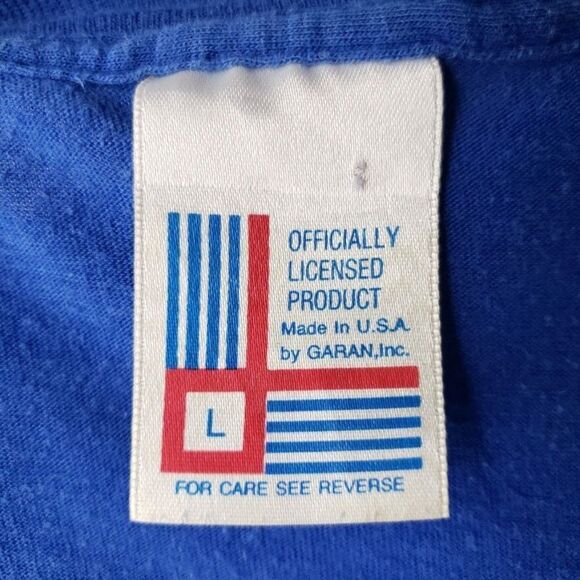 OFFICIALLY
LICENSED
PRODUCT
Made in U.S.A.
by GARAN,Inc.
L
FOR CARE SEE REVERSE